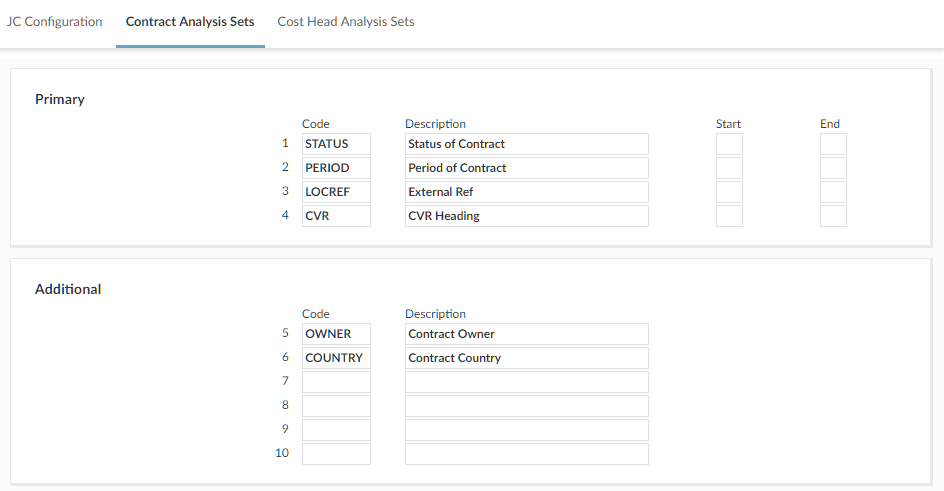 JC Configuration Contract Analysis Sets Cost Head Analysis Sets
Primary
Code Description Start End
1 STATUS Status of Contract
2 PERIOD Period of Contract
3 LOCREF External Ref
4 CVR CVR Heading
Additional
Code Description
5 OWNER Contract Owner
6 COUNTRY Contract Country
7
8
9
10